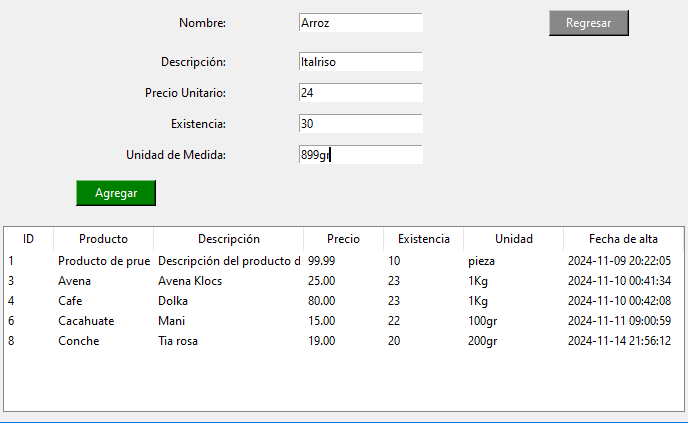 Nombre: Arroz Regresar
Descripción: Italriso
Precio Unitario: 24
Existencia: 30
Unidad de Medida: 899gr
Agregar
ID Producto Descripción Precio Existencia Unidad Fecha de alta
1 Producto de prue Descripción del producto d 99.99 10 pieza 2024-11-09 20:22:05
3 Avena Avena Klocs 25.00 23 1Kg 2024-11-10 00:41:34
4 Cafe Dolka 80.00 23 1Kg 2024-11-10 00:42:08
6 Cacahuate Mani 15.00 22 100gr 2024-11-11 09:00:59
8 Conche Tia rosa 19.00 20 200gr 2024-11-14 21:56:12